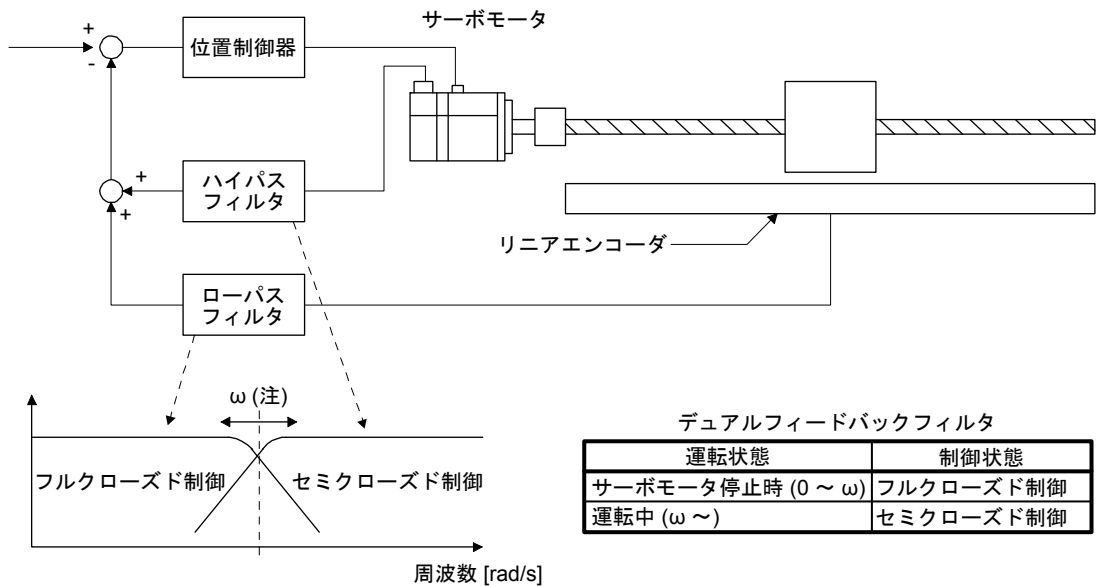 サーボモータ
+
-
位置制御器
+
+
ハイパス
フィルタ
リニアエンコーダ
ローパス
フィルタ
ω (注)
フルクローズド制御
セミクローズド制御
周波数 [rad/s]
デュアルフィードバックフィルタ
運転状態 制御状態
サーボモータ停止時 (0 ～ ω) フルクローズド制御
運転中 (ω ～) セミクローズド制御